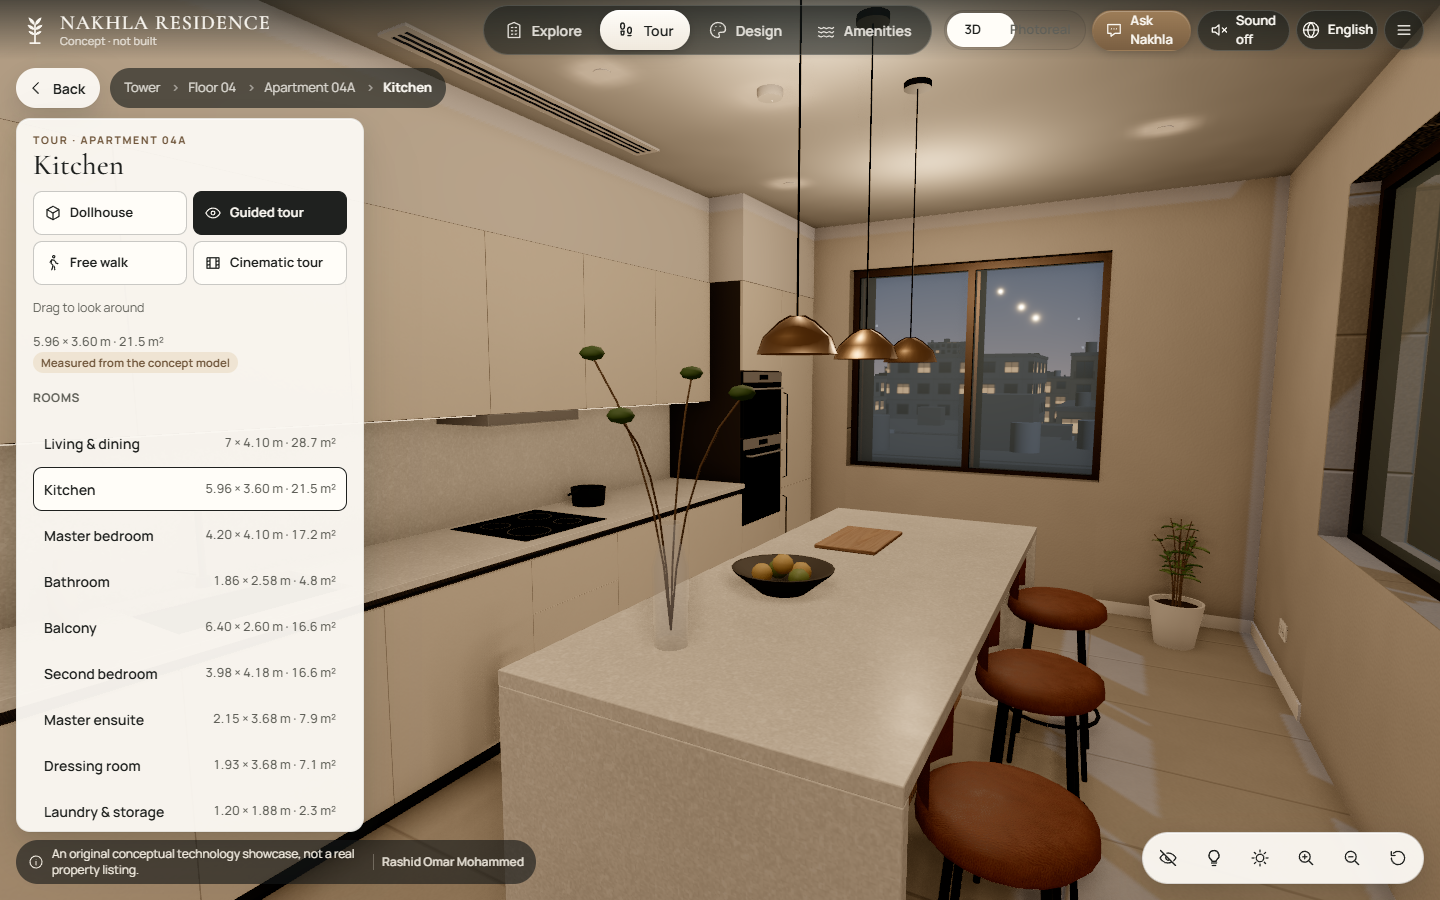 NAKHLA RESIDENCE
Concept · not built
Explore
Tour
Design
Amenities
3D
Photoreal
Ask Nakhla
Sound off
English
Back
Tower > Floor 04 > Apartment 04A > Kitchen
TOUR · APARTMENT 04A
Kitchen
Dollhouse
Guided tour
Free walk
Cinematic tour
Drag to look around
5.96 × 3.60 m · 21.5 m²
Measured from the concept model
ROOMS
Living & dining 7 × 4.10 m · 28.7 m²
Kitchen 5.96 × 3.60 m · 21.5 m²
Master bedroom 4.20 × 4.10 m · 17.2 m²
Bathroom 1.86 × 2.58 m · 4.8 m²
Balcony 6.40 × 2.60 m · 16.6 m²
Second bedroom 3.98 × 4.18 m · 16.6 m²
Master ensuite 2.15 × 3.68 m · 7.9 m²
Dressing room 1.93 × 3.68 m · 7.1 m²
Laundry & storage 1.20 × 1.88 m · 2.3 m²
An original conceptual technology showcase, not a real
property listing.
Rashid Omar Mohammed